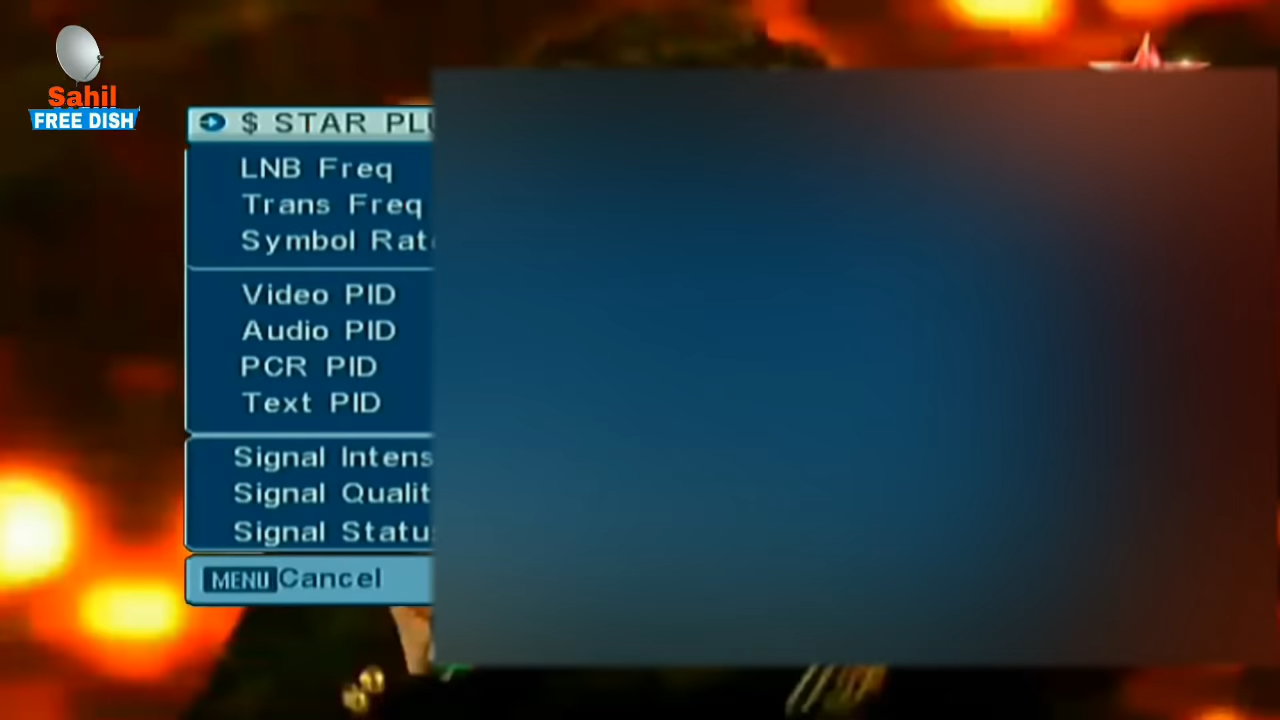 Sahil
FREE DISH
$ STAR PLU
LNB Freq
Trans Freq
Symbol Rat
Video PID
Audio PID
PCR PID
Text PID
Signal Intens
Signal Qualit
Signal Statu
MENU Cancel